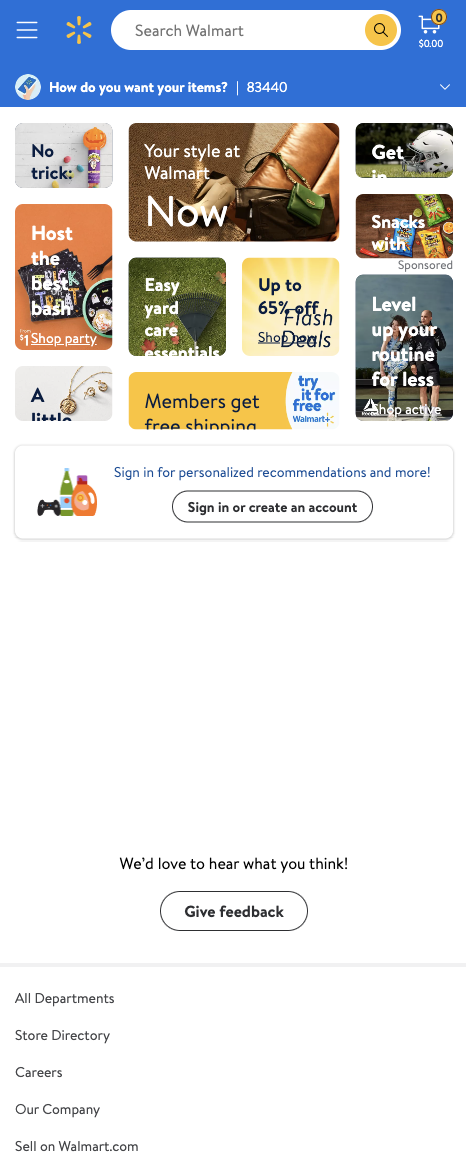 Search Walmart
0
$0.00
How do you want your items? | 83440
No
trick:
Your style at
Walmart
Now
Get
in
Host
the
best
bash
From
$1
Shop party
Snacks
with
Sponsored
Easy
yard
care
essentials
Up to
65% off
Shop now
Flash
Deals
Level
up your
routine
for less
Shop active
A
little
Members get
free shipping
try
it for
free
Walmart+
Sign in for personalized recommendations and more!
Sign in or create an account
We'd love to hear what you think!
Give feedback
All Departments
Store Directory
Careers
Our Company
Sell on Walmart.com